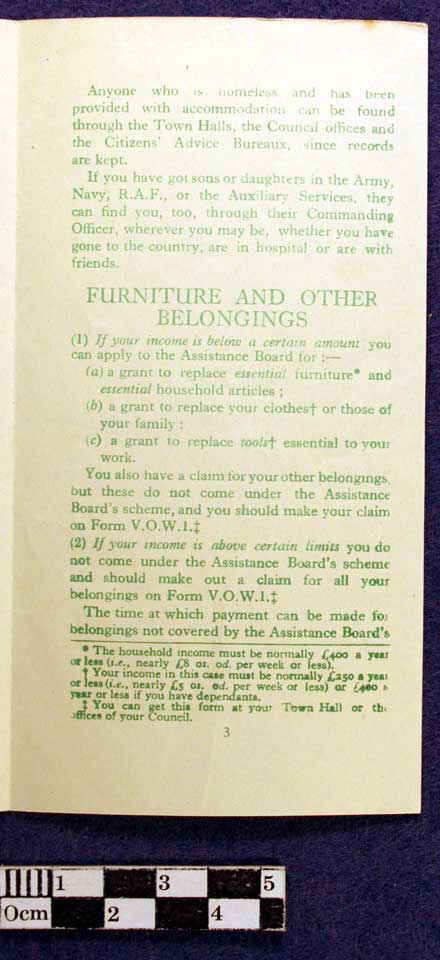 Anyone who is homeless and has been
provided with accommodation can be found
through the Town Halls, the Council offices and
the Citizens' Advice Bureaux, since records
are kept.
If you have got sons or daughters in the Army,
Navy, R.A.F., or the Auxiliary Services, they
can find you, too, through their Commanding
Officer, wherever you may be, whether you have
gone to the country, are in hospital or are with
friends.
FURNITURE AND OTHER
BELONGINGS
(1) If your income is below a certain amount you
can apply to the Assistance Board for :—
(a) a grant to replace essential furniture* and
essential household articles ;
(b) a grant to replace your clothes† or those of
your family :
(c) a grant to replace tools† essential to your
work.
You also have a claim for your other belongings,
but these do not come under the Assistance
Board's scheme, and you should make your claim
on Form V.O.W.1.‡
(2) If your income is above certain limits you do
not come under the Assistance Board's scheme
and should make out a claim for all your
belongings on Form V.O.W.1.‡
The time at which payment can be made for
belongings not covered by the Assistance Board's
* The household income must be normally £400 a year
or less (i.e., nearly £8 0s. 0d. per week or less).
† Your income in this case must be normally £250 a year
or less (i.e., nearly £5 0s. 0d. per week or less) or £400 a
year or less if you have dependants.
‡ You can get this form at your Town Hall or the
offices of your Council.
3
1 3 5
0cm 2 4